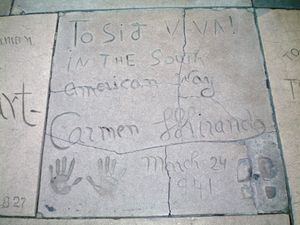 To Sid VIVA!
IN THE South
American Way
Carmen Miranda
March 24
1941